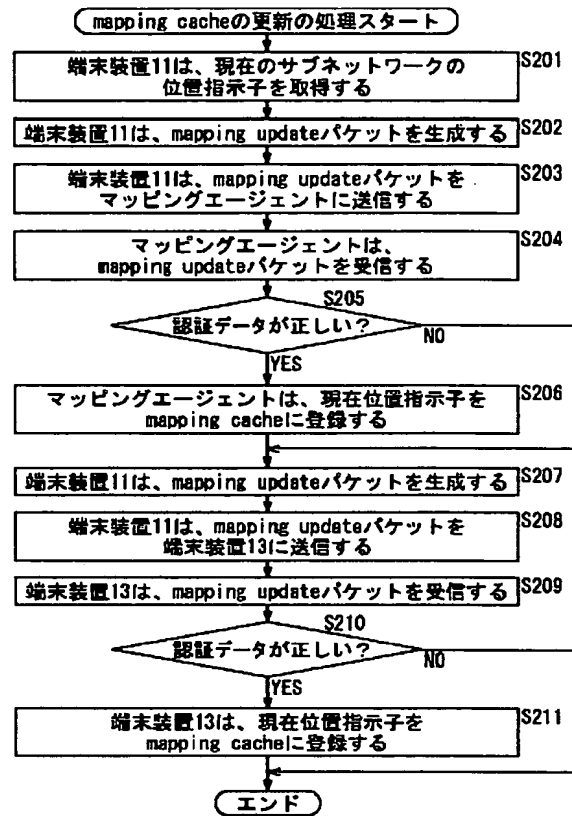 mapping cacheの更新の処理スタート
S201
端末装置11は、現在のサブネットワークの
位置指示子を取得する
S202
端末装置11は、mapping updateパケットを生成する
S203
端末装置11は、mapping updateパケットを
マッピングエージェントに送信する
S204
マッピングエージェントは、
mapping updateパケットを受信する
S205
認証データが正しい？
NO
YES
S206
マッピングエージェントは、現在位置指示子を
mapping cacheに登録する
S207
端末装置11は、mapping updateパケットを生成する
S208
端末装置11は、mapping updateパケットを
端末装置13に送信する
S209
端末装置13は、mapping updateパケットを受信する
S210
認証データが正しい？
NO
YES
S211
端末装置13は、現在位置指示子を
mapping cacheに登録する
エンド